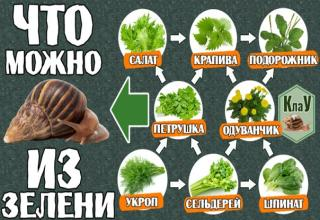 ЧТО
МОЖНО
ИЗ
ЗЕЛЕНИ
САЛАТ
КРАПИВА
ПОДОРОЖНИК
ПЕТРУШКА
ОДУВАНЧИК
КлаУ
УКРОП
СЕЛЬДЕРЕЙ
ШПИНАТ